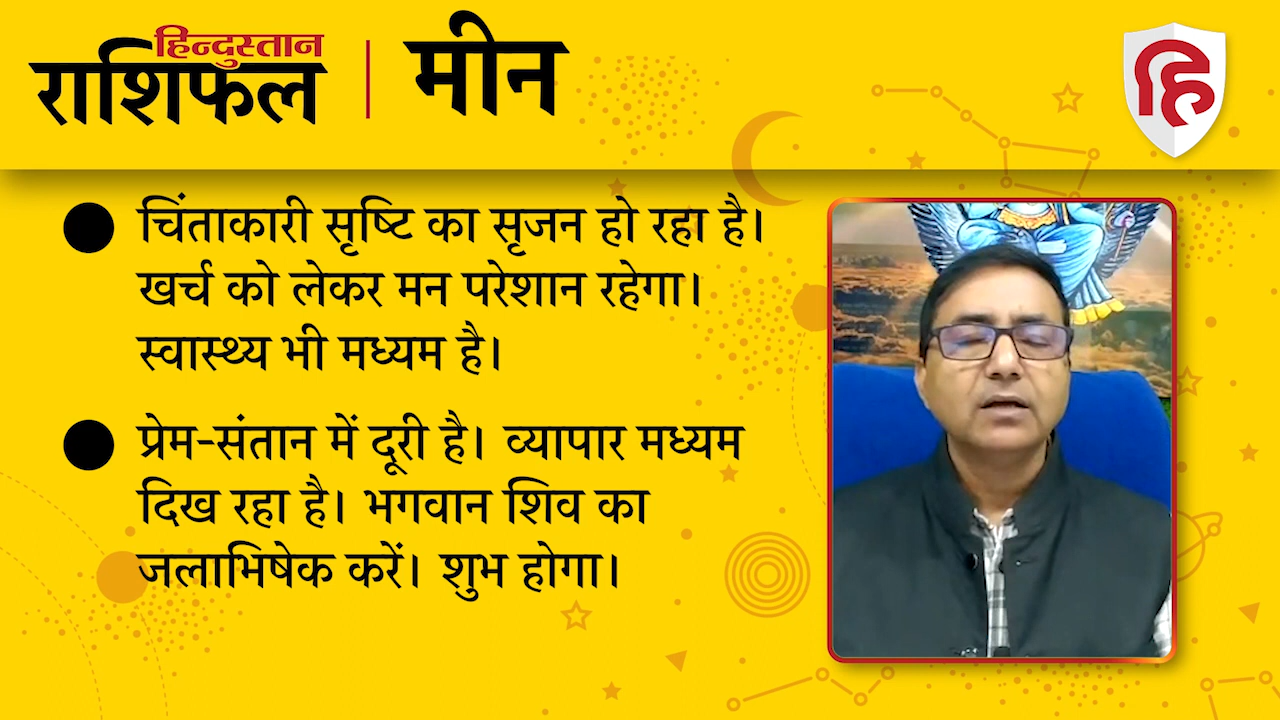 हिन्दुस्तान
राशिफल
मीन
हि
चिंताकारी सृष्टि का सृजन हो रहा है।
खर्च को लेकर मन परेशान रहेगा।
स्वास्थ्य भी मध्यम है।
प्रेम-संतान में दूरी है। व्यापार मध्यम
दिख रहा है। भगवान शिव का
जलाभिषेक करें। शुभ होगा।